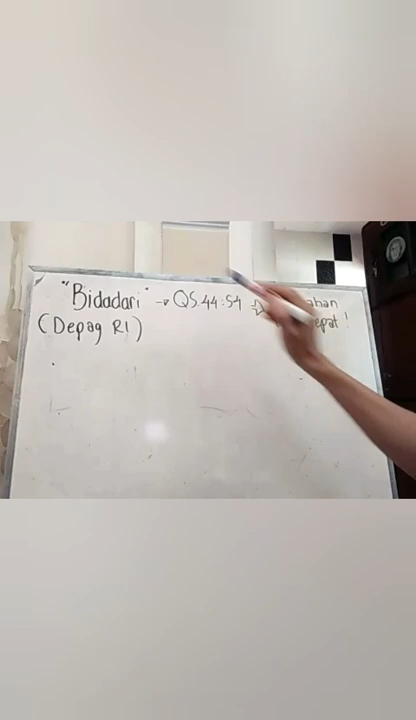 "Bidadari" → QS.44:54 ⇒
(Depag RI)